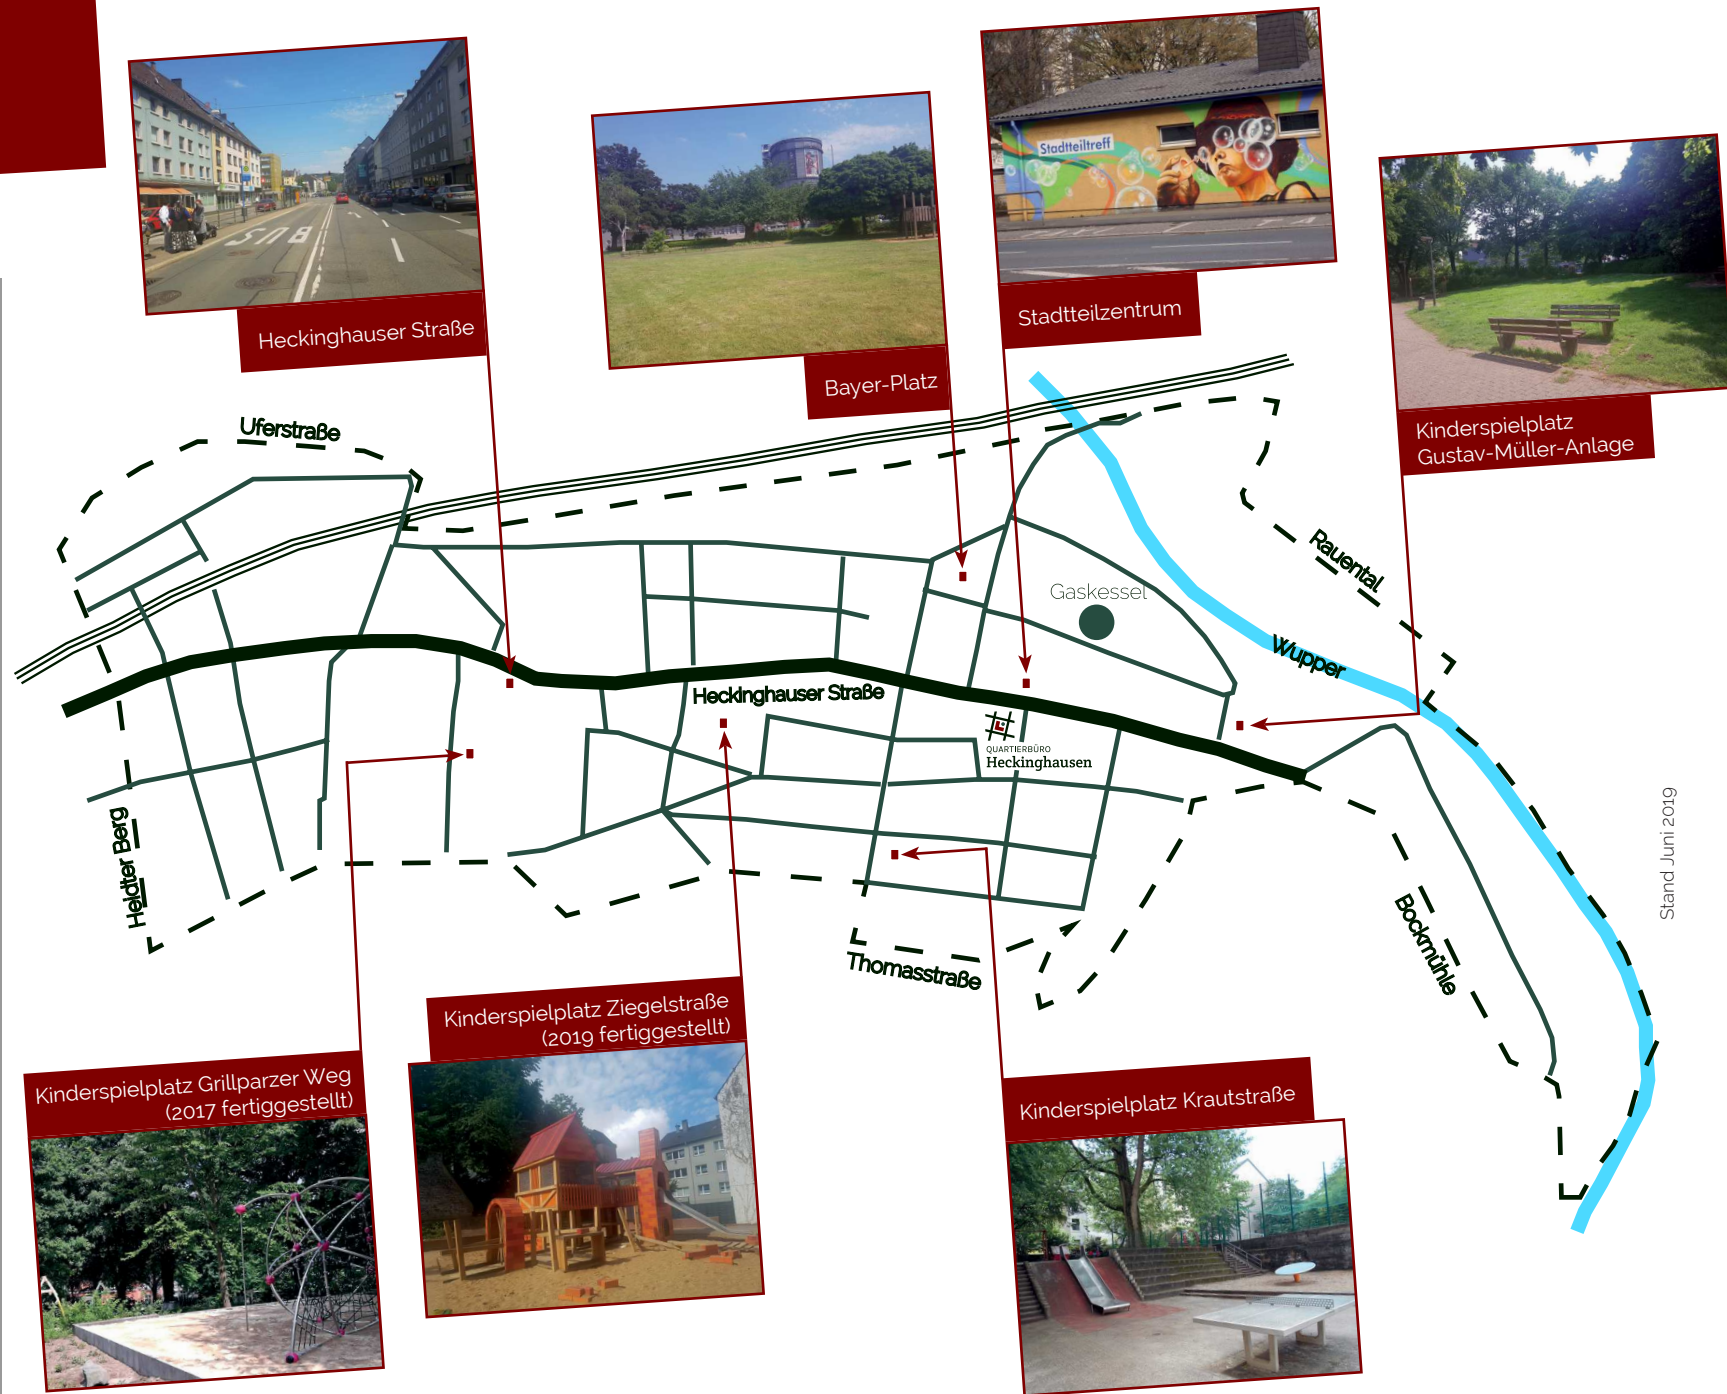 Heckinghauser Straße
BUS
Bayer-Platz
Stadtteiltreff
Stadtteilzentrum
Kinderspielplatz
Gustav-Müller-Anlage
Uferstraße
Rauental
Gaskessel
Wupper
Heckinghauser Straße
QUARTIERBÜRO
Heckinghausen
Heidter Berg
Stand Juni 2019
Bockmühle
Thomasstraße
Kinderspielplatz Ziegelstraße
(2019 fertiggestellt)
Kinderspielplatz Grillparzer Weg
(2017 fertiggestellt)
Kinderspielplatz Krautstraße